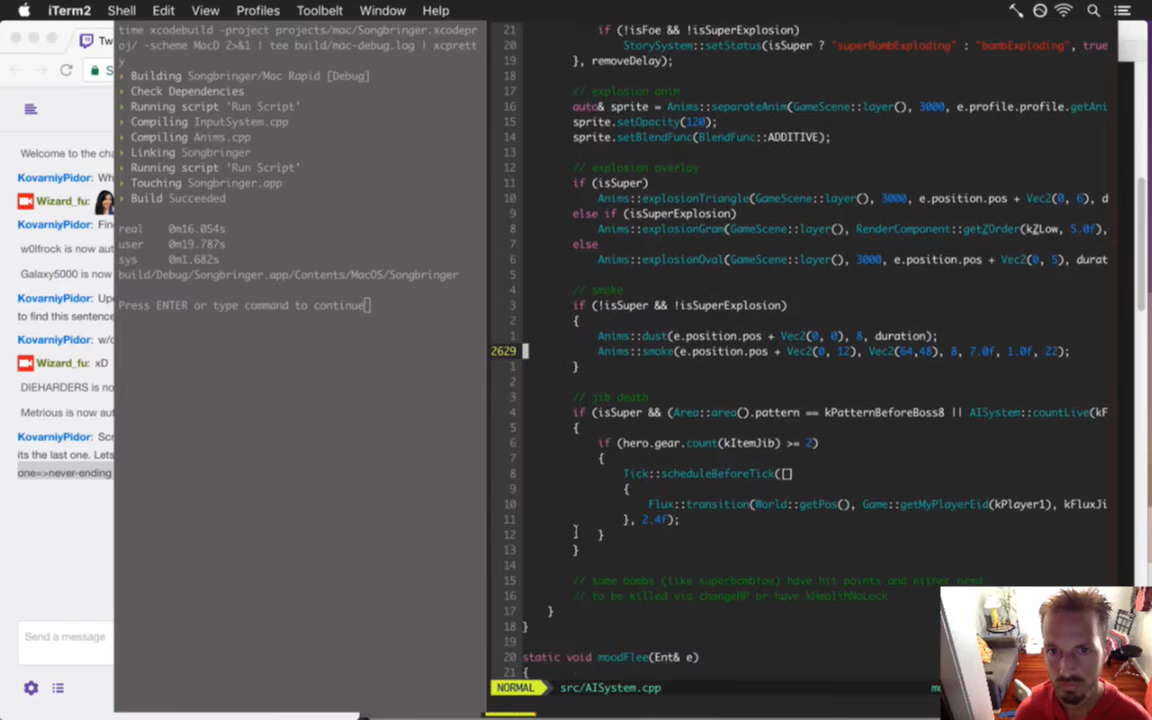 iTerm2 Shell Edit View Profiles Toolbelt Window Help
Tw
S
Welcome to the cha
KovarniyPidor: Wh
Wizard_fu:
KovarniyPidor: Fin
w0lfrock is now aut
Galaxy5000 is now
KovarniyPidor: Upe
to find this sentenc
KovarniyPidor: w/o
Wizard_fu: xD
DIEHARDERS is no
Metrious is now aut
KovarniyPidor: Scr
its the last one. Lets
one=>never-ending
Send a message
time xcodebuild -project projects/mac/Songbringer.xcodepr
oj/ -scheme MacD 2>&1 | tee build/mac-debug.log | xcprett
y
Building Songbringer/Mac Rapid [Debug]
Check Dependencies
Running script 'Run Script'
Compiling InputSystem.cpp
Compiling Anims.cpp
Linking Songbringer
Running script 'Run Script'
Touching Songbringer.app
Build Succeeded
real 0m16.054s
user 0m19.787s
sys 0m1.682s
build/Debug/Songbringer.app/Contents/MacOS/Songbringer
Press ENTER or type command to continue
21 if (!isFoe && !isSuperExplosion)
20 StorySystem::setStatus(isSuper ? "superBombExploding" : "bombExploding", true
19 }, removeDelay);
18
17 // explosion anim
16 auto& sprite = Anims::separateAnim(GameScene::layer(), 3000, e.profile.profile.getAni
15 sprite.setOpacity(120);
14 sprite.setBlendFunc(BlendFunc::ADDITIVE);
13
12 // explosion overlay
11 if (isSuper)
10 Anims::explosionTriangle(GameScene::layer(), 3000, e.position.pos + Vec2(0, 6), d
9 else if (isSuperExplosion)
8 Anims::explosionGram(GameScene::layer(), RenderComponent::getZOrder(kZLow, 5.0f),
7 else
6 Anims::explosionOval(GameScene::layer(), 3000, e.position.pos + Vec2(0, 5), durat
5
4 // smoke
3 if (!isSuper && !isSuperExplosion)
2 {
1 Anims::dust(e.position.pos + Vec2(0, 0), 8, duration);
2629 Anims::smoke(e.position.pos + Vec2(0, 12), Vec2(64,48), 8, 7.0f, 1.0f, 22);
1 }
2
3 // jib death
4 if (isSuper && (Area::area().pattern == kPatternBeforeBoss8 || AISystem::countLive(kF
5 {
6 if (hero.gear.count(kItemJib) >= 2)
7 {
8 Tick::scheduleBeforeTick([]
9 {
10 Flux::transition(World::getPos(), Game::getMyPlayerEid(kPlayer1), kFluxJi
11 }, 2.4f);
12 }
13 }
14
15 // some bombs (like superbombfoe) have hit points and either need
16 // to be killed via changeHP or have kHealthNoLock
17 }
18 }
19
20 static void moodFlee(Ent& e)
21 {
NORMAL src/AISystem.cpp